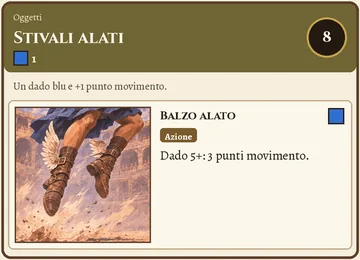 Oggetti
Stivali alati
8
1
Un dado blu e +1 punto movimento.
Balzo alato
Azione
Dado 5+: 3 punti movimento.